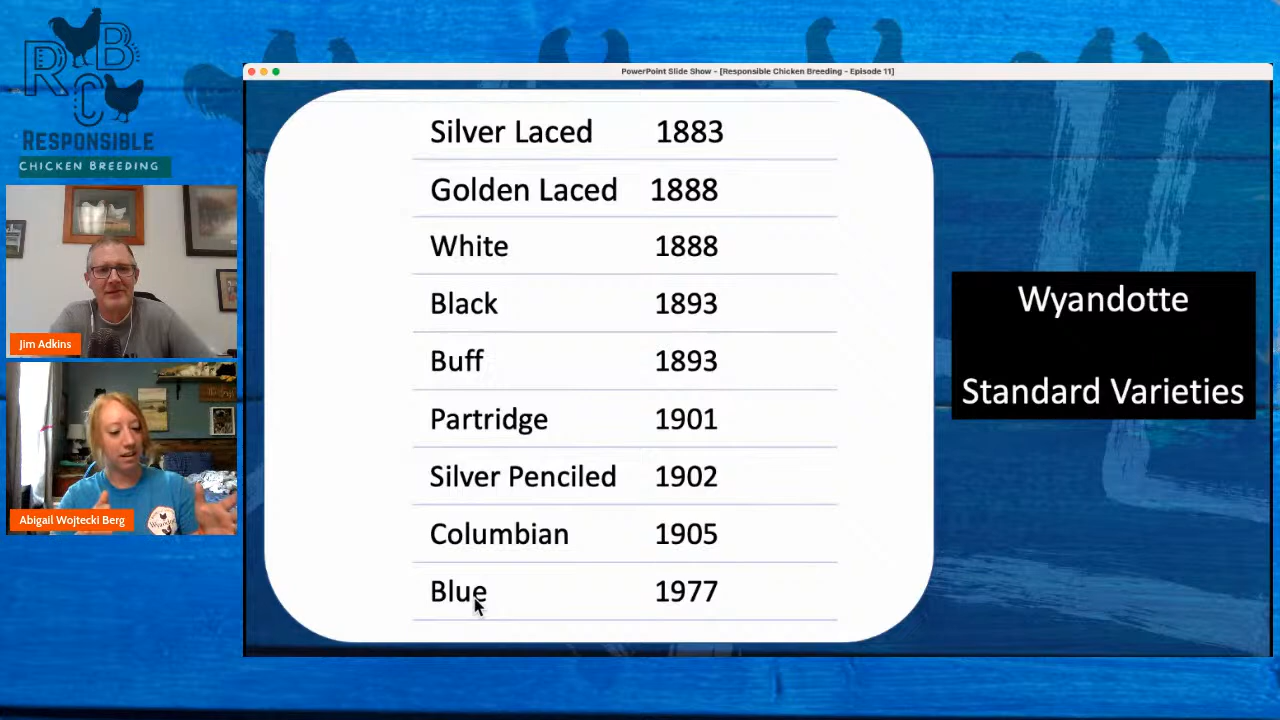 RBC
RESPONSIBLE
CHICKEN BREEDING
PowerPoint Slide Show - [Responsible Chicken Breeding - Episode 11]
Silver Laced 1883
Golden Laced 1888
White 1888
Black 1893
Buff 1893
Partridge 1901
Silver Penciled 1902
Columbian 1905
Blue 1977
Wyandotte
Standard Varieties
Jim Adkins
Abigail Wojtecki Berg